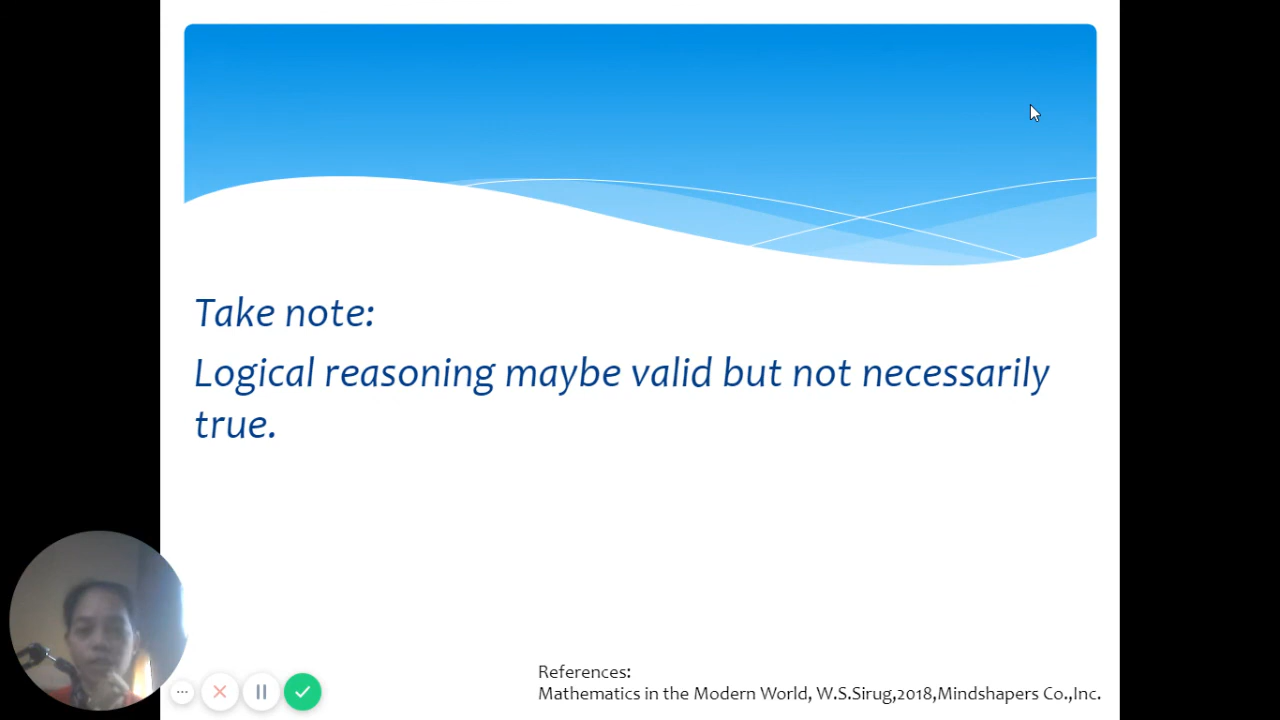 Take note:
Logical reasoning maybe valid but not necessarily
true.
References:
Mathematics in the Modern World, W.S.Sirug,2018,Mindshapers Co.,Inc.